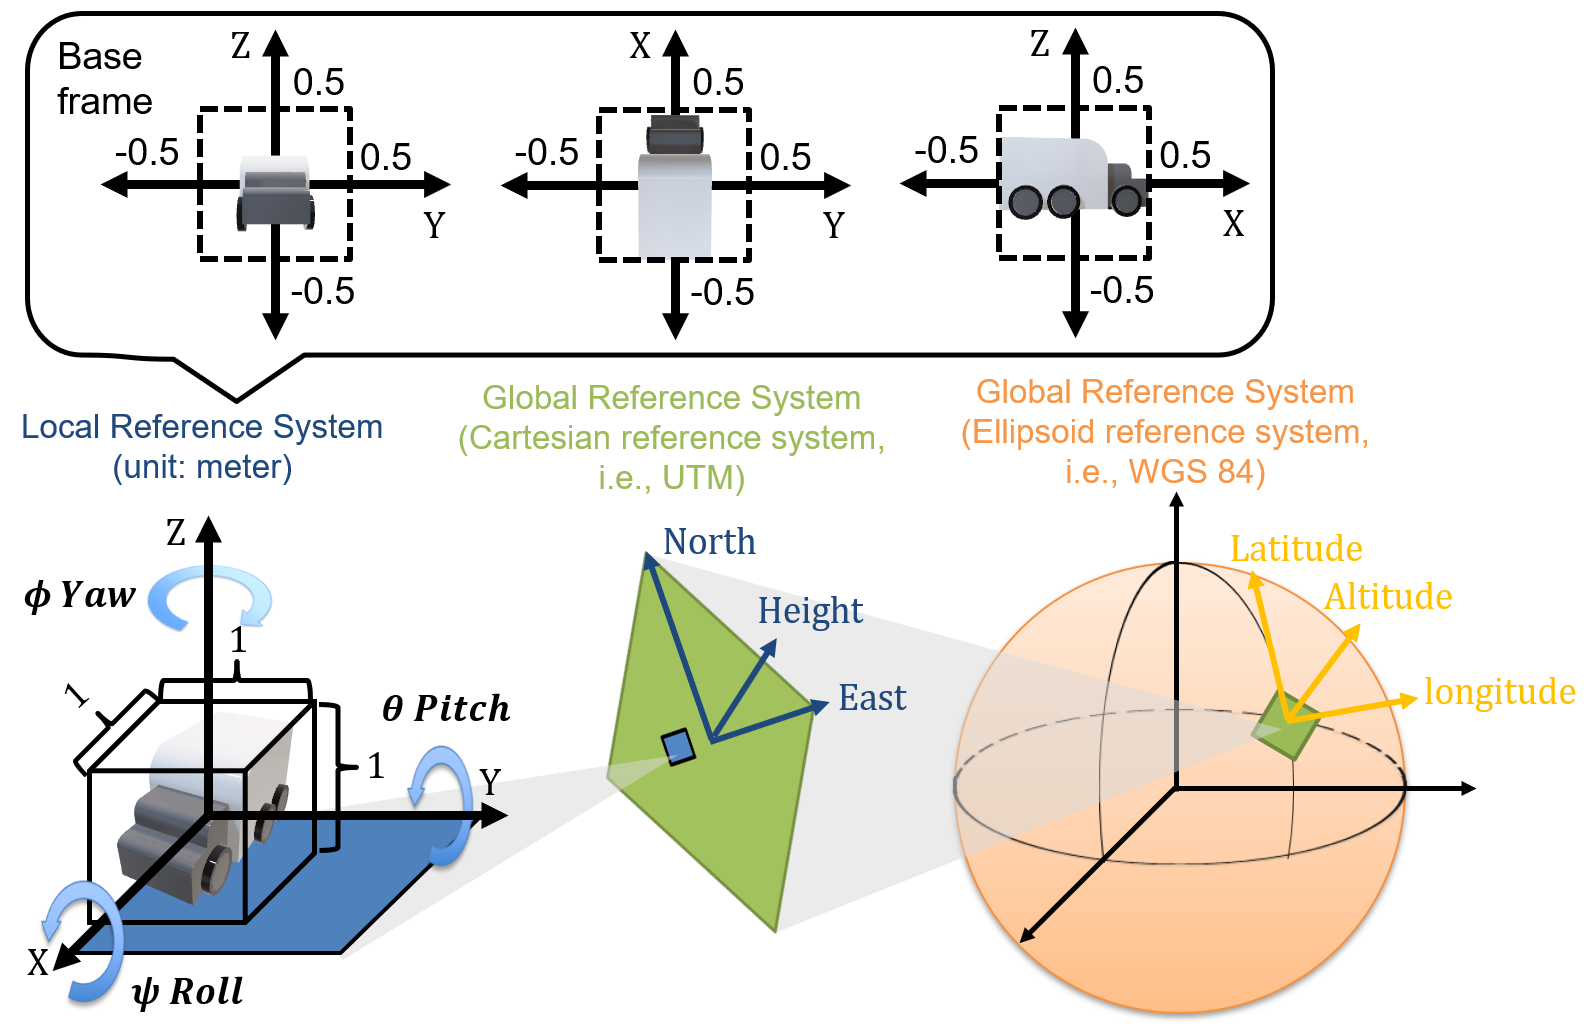 Base
frame
Z
0.5
-0.5
0.5
Y
-0.5
X
0.5
-0.5
0.5
Y
-0.5
Z
0.5
-0.5
0.5
X
-0.5
Local Reference System
(unit: meter)
Global Reference System
(Cartesian reference system,
i.e., UTM)
Global Reference System
(Ellipsoid reference system,
i.e., WGS 84)
Z
ϕ Yaw
1
1
1
θ Pitch
Y
X
ψ Roll
North
Height
East
Latitude
Altitude
longitude